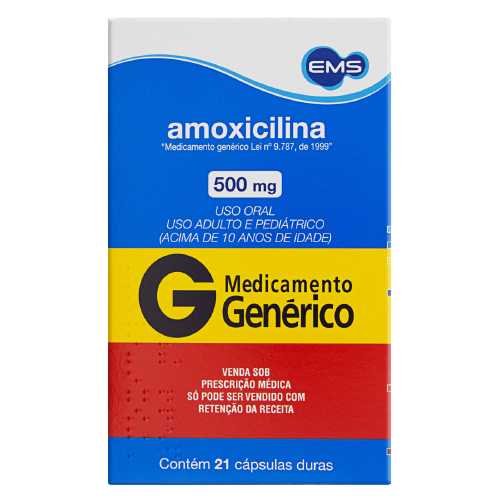 EMS
amoxicilina
"Medicamento genérico Lei nº 9.787, de 1999"
500 mg
USO ORAL
USO ADULTO E PEDIÁTRICO
(ACIMA DE 10 ANOS DE IDADE)
G Medicamento
Genérico
VENDA SOB
PRESCRIÇÃO MÉDICA
SÓ PODE SER VENDIDO COM
RETENÇÃO DA RECEITA
Contém 21 cápsulas duras